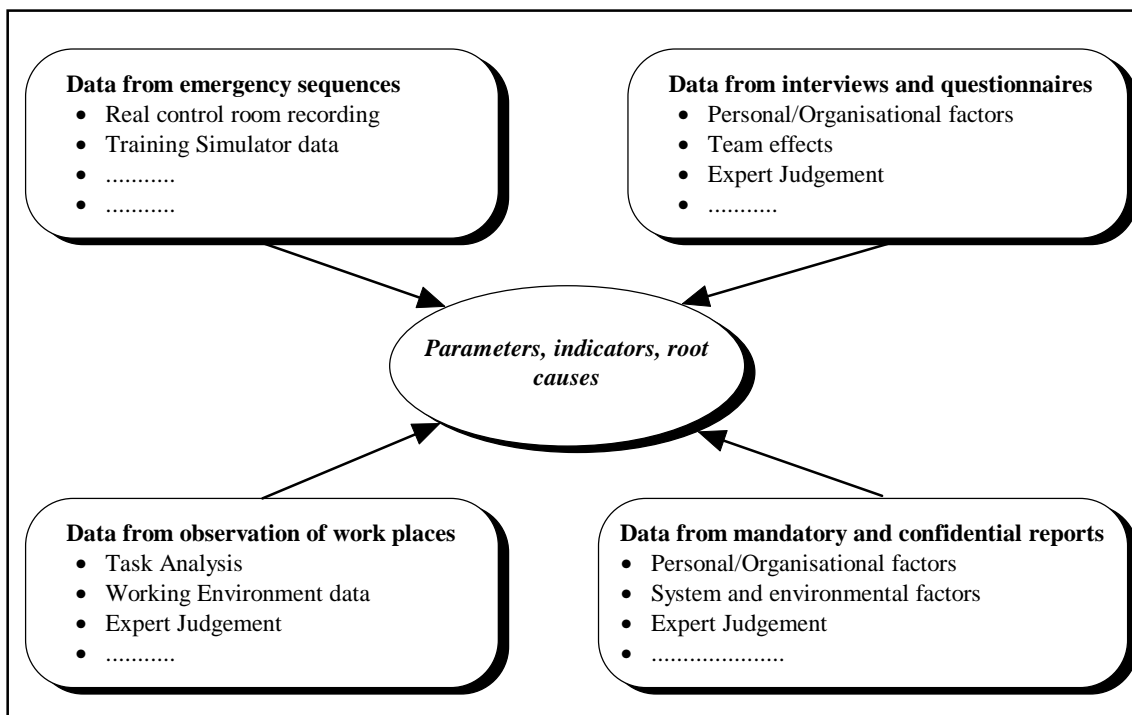 Data from emergency sequences
• Real control room recording
• Training Simulator data
• ...........
• ...........
Data from interviews and questionnaires
• Personal/Organisational factors
• Team effects
• Expert Judgement
• ...........
Parameters, indicators, root
causes
Data from observation of work places
• Task Analysis
• Working Environment data
• Expert Judgement
• ...........
Data from mandatory and confidential reports
• Personal/Organisational factors
• System and environmental factors
• Expert Judgement
• .....................